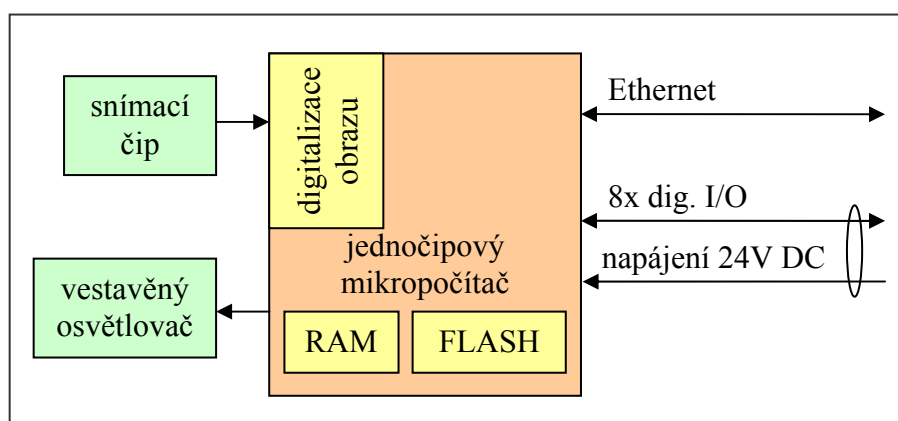 snímací
čip
digitalizace
obrazu
Ethernet
8x dig. I/O
jednočipový
mikropočítač
napájení 24V DC
vestavěný
osvětlovač
RAM
FLASH